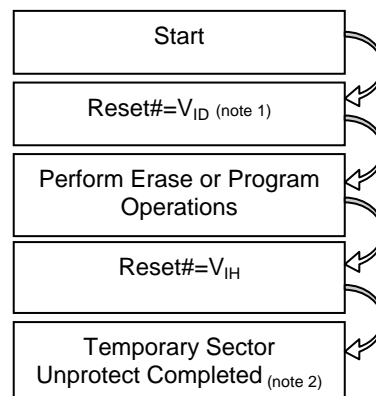 Start
Reset#=VID (note 1)
Perform Erase or Program
Operations
Reset#=VIH
Temporary Sector
Unprotect Completed (note 2)